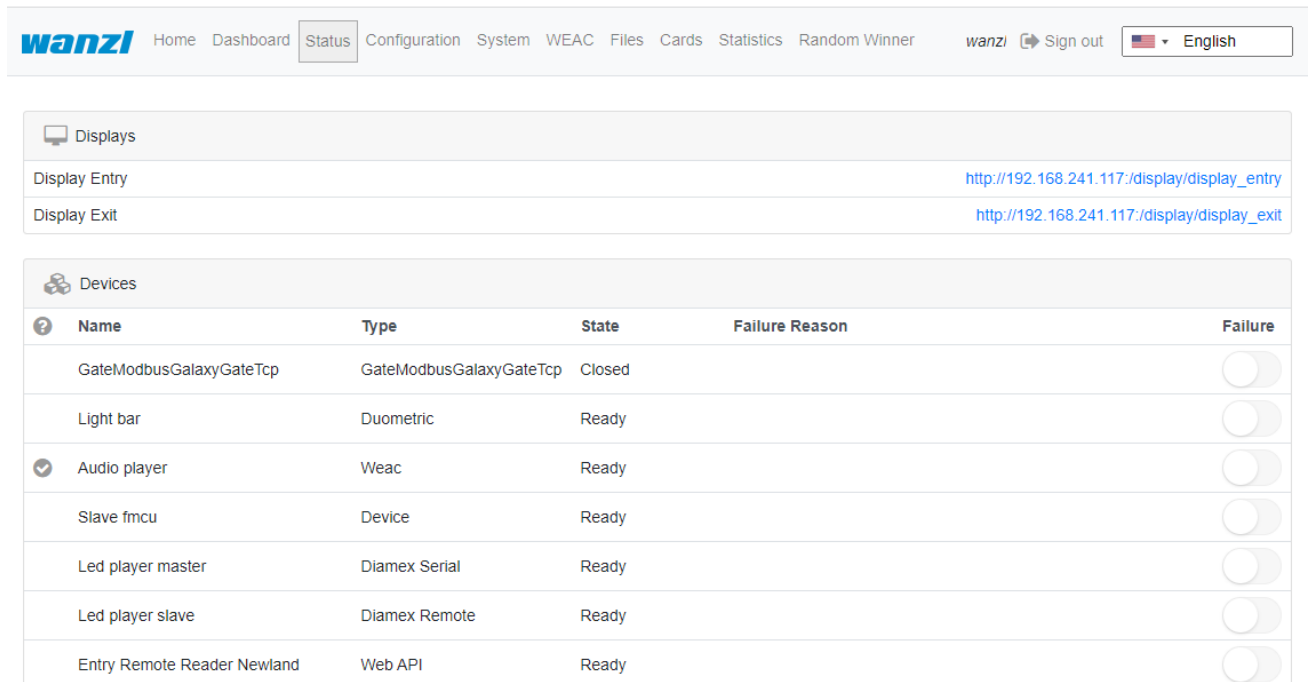 wanzl Home Dashboard Status Configuration System WEAC Files Cards Statistics Random Winner wanzl Sign out English
Displays
Display Entry http://192.168.241.117:/display/display_entry
Display Exit http://192.168.241.117:/display/display_exit
Devices
Name Type State Failure Reason Failure
GateModbusGalaxyGateTcp GateModbusGalaxyGateTcp Closed
Light bar Duometric Ready
Audio player Weac Ready
Slave fmcu Device Ready
Led player master Diamex Serial Ready
Led player slave Diamex Remote Ready
Entry Remote Reader Newland Web API Ready